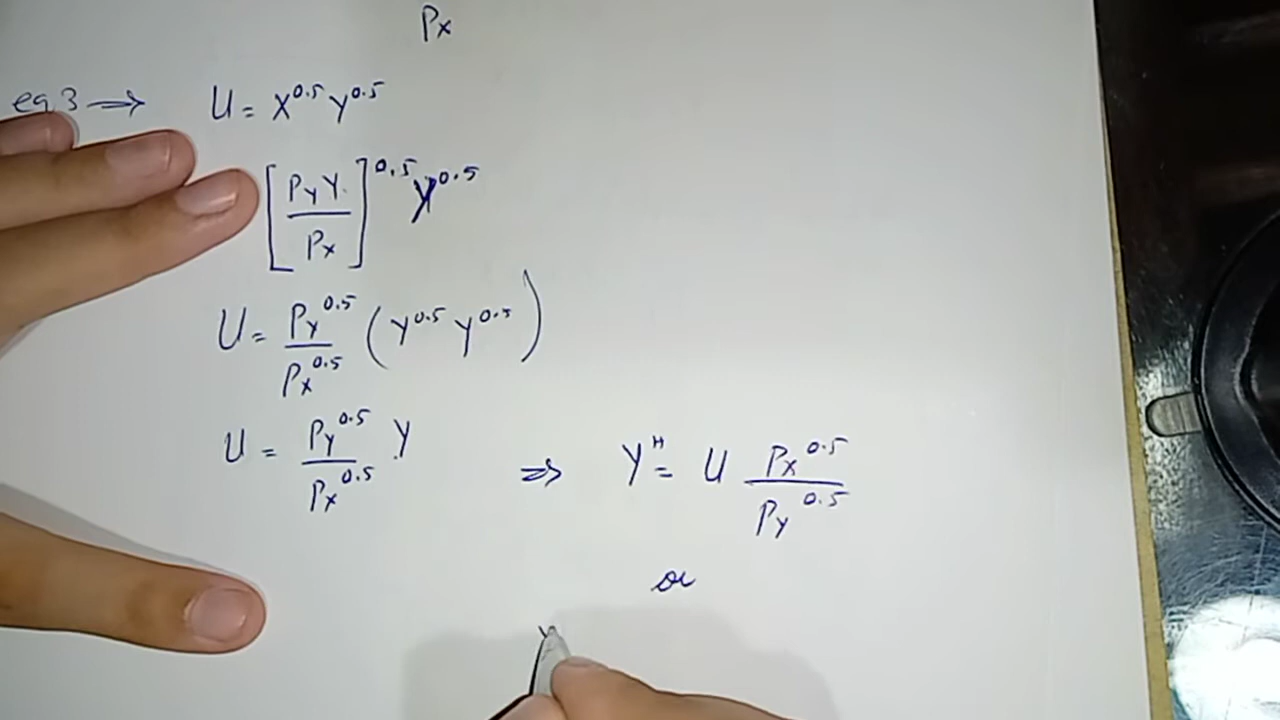 Px
eq 3 ⇒ U = X^0.5 Y^0.5
[PyY/Px]^0.5 Y^0.5
U = Py^0.5/Px^0.5 (Y^0.5 Y^0.5)
U = Py^0.5/Px^0.5 Y ⇒ Y^H = U Px^0.5/Py^0.5
or